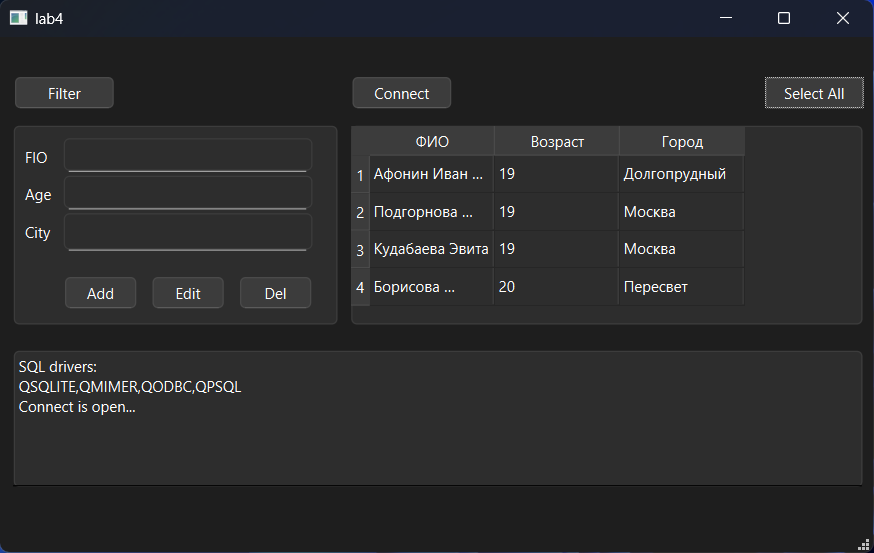 lab4
Filter
Connect
Select All
FIO
Age
City
Add Edit Del
ФИО Возраст Город
1 Афонин Иван ... 19 Долгопрудный
2 Подгорнова ... 19 Москва
3 Кудабаева Эвита 19 Москва
4 Борисова ... 20 Пересвет
SQL drivers:
QSQLITE,QMIMER,QODBC,QPSQL
Connect is open...